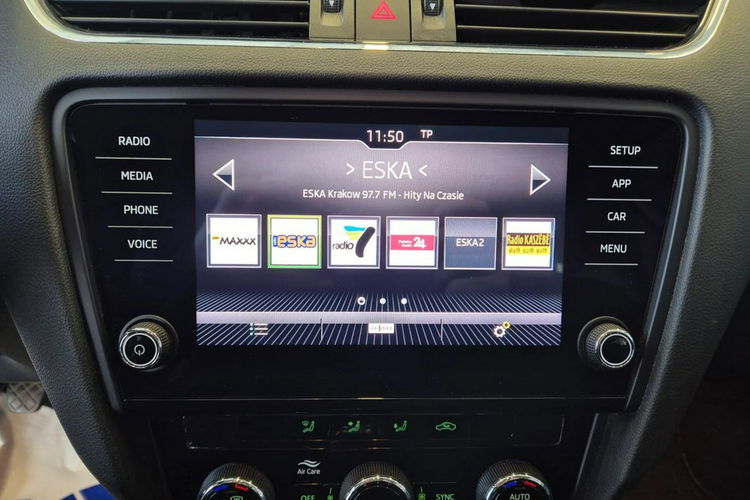 11:50 TP
RADIO
MEDIA
PHONE
VOICE
> ESKA <
ESKA Krakow 97.7 FM - Hity Na Czasie
MAXXX
eska
radio 7
24
ESKA2
Radio KASZËBË
SETUP
APP
CAR
MENU
Air Care
OFF
SYNC
AUTO